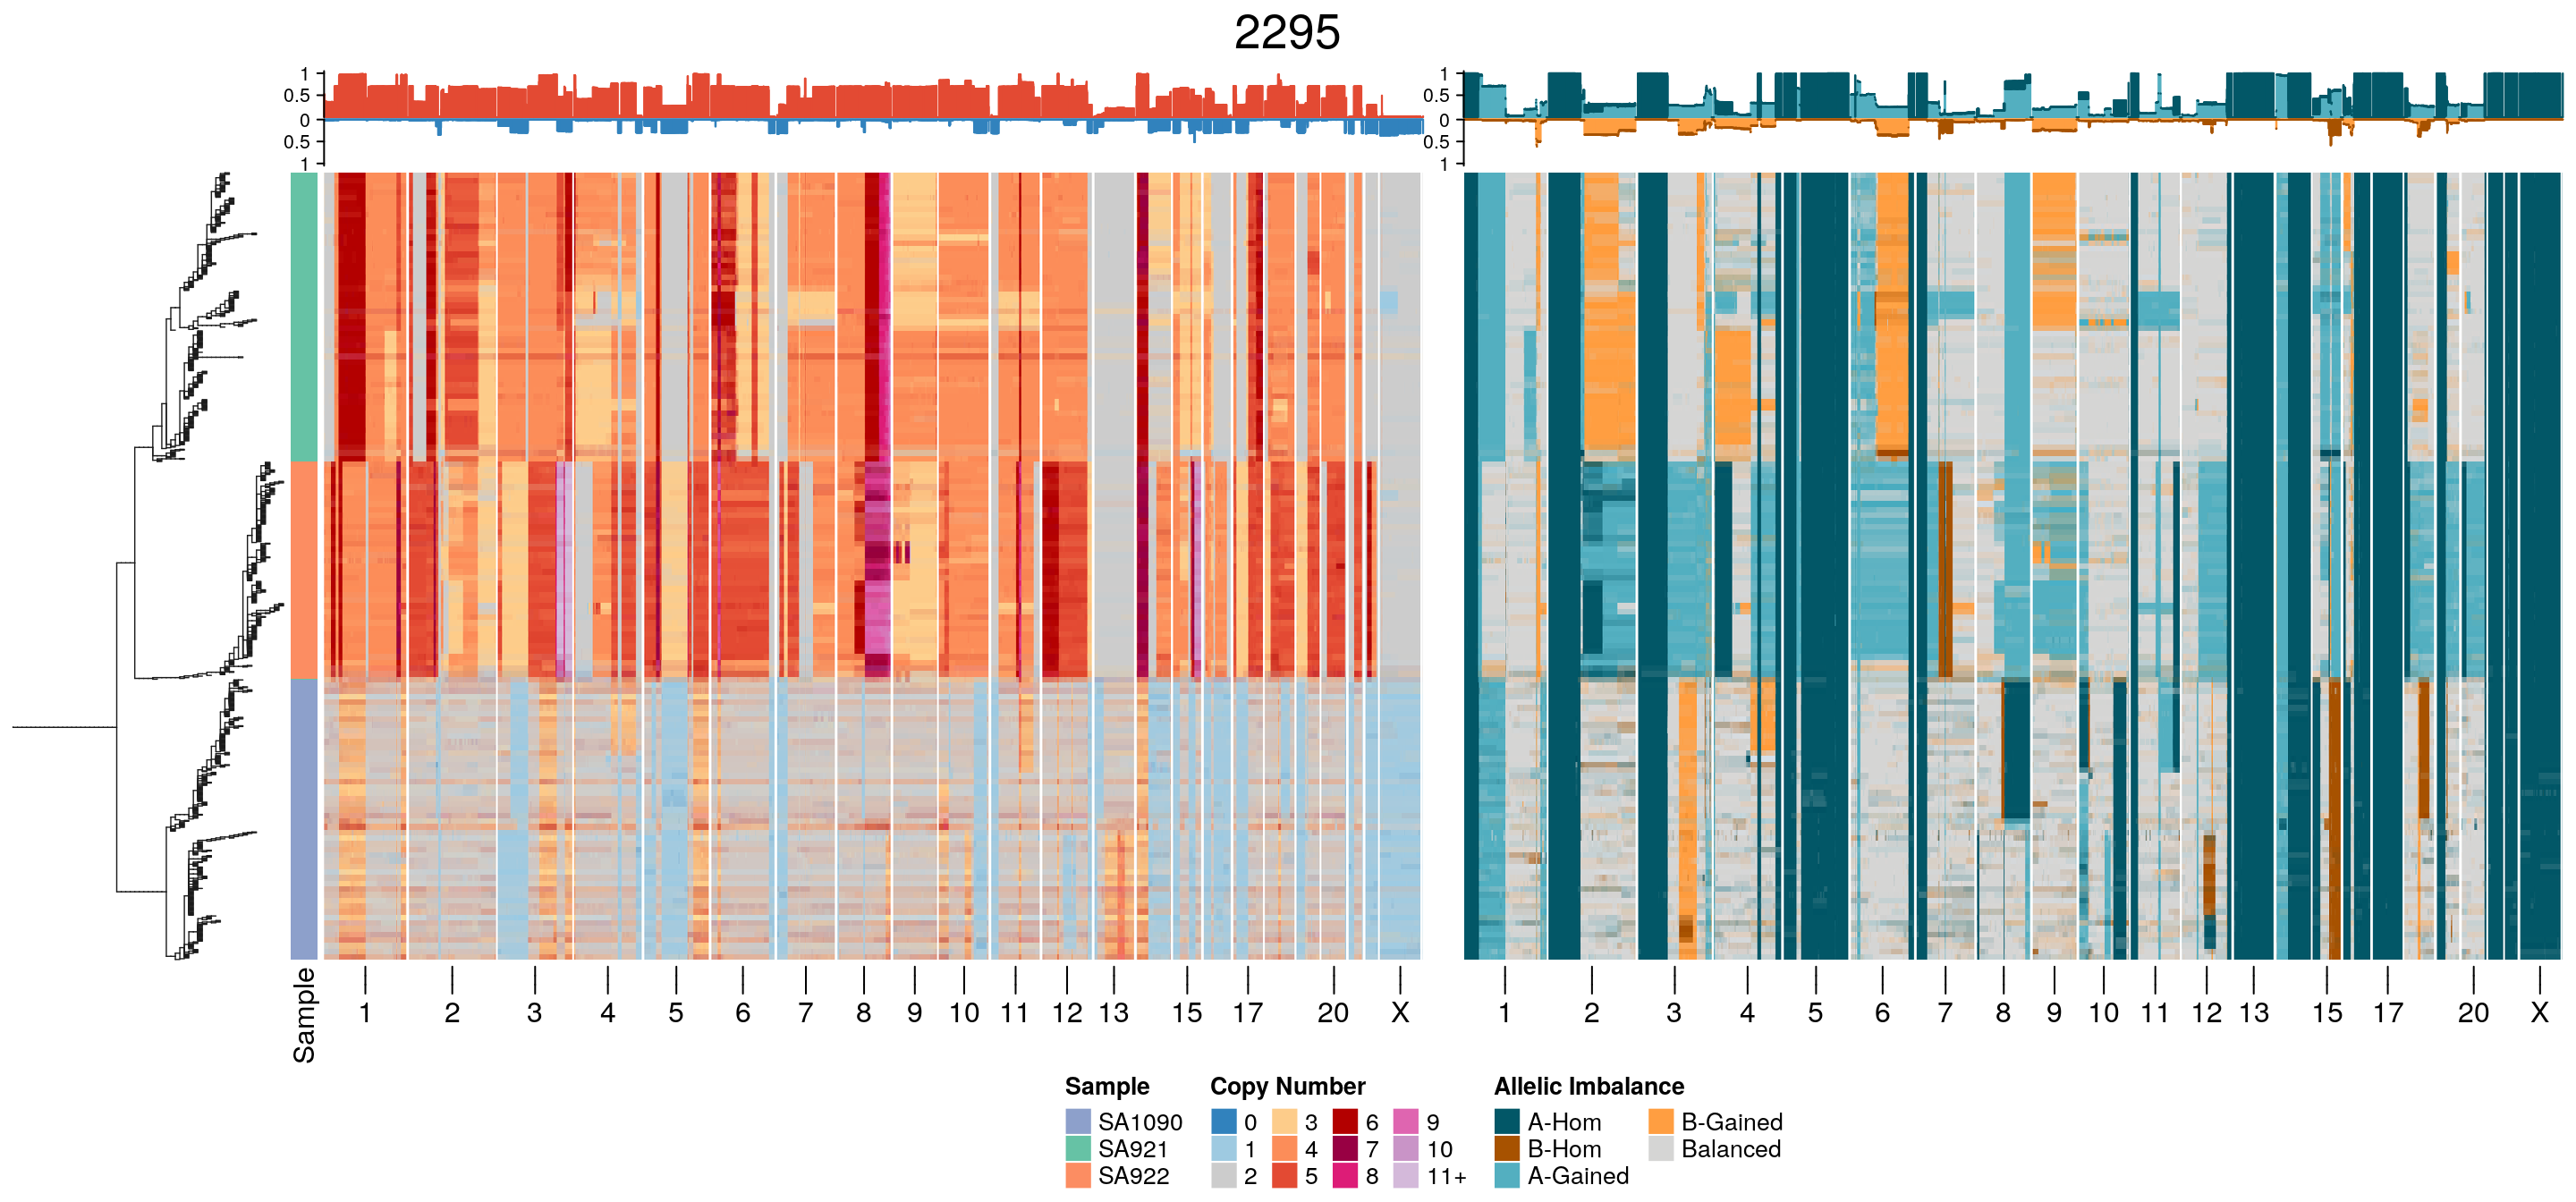 2295
1
0.5
0
0.5
1
1
0.5
0
0.5
1
Sample
1 2 3 4 5 6 7 8 9 10 11 12 13 15 17 20 X
1 2 3 4 5 6 7 8 9 10 11 12 13 15 17 20 X
Sample Copy Number Allelic Imbalance
SA1090 0 3 6 9 A-Hom B-Gained
SA921 1 4 7 10 B-Hom Balanced
SA922 2 5 8 11+ A-Gained